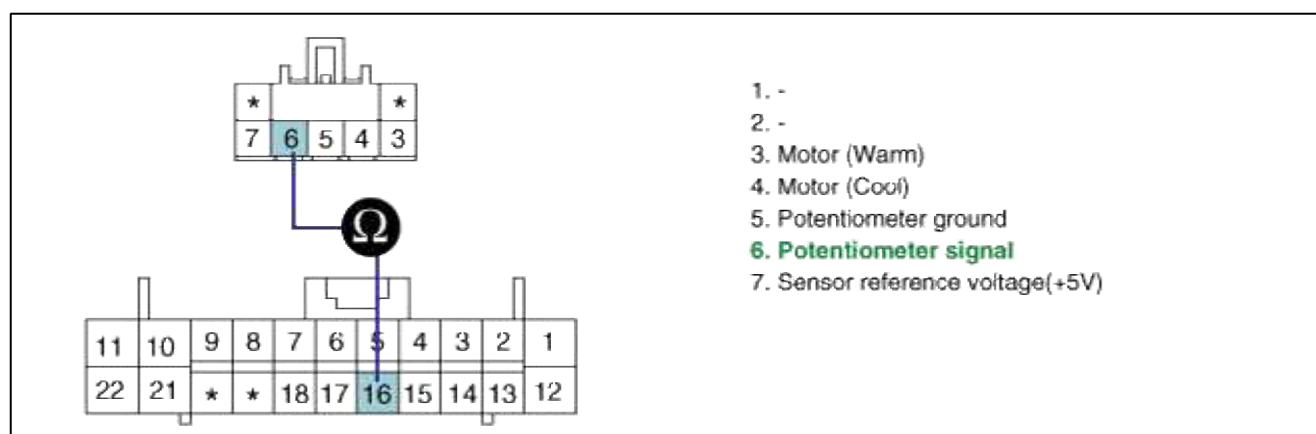 * *
7 6 5 4 3
Ω
11 10 9 8 7 6 5 4 3 2 1
22 21 * * 18 17 16 15 14 13 12
1. -
2. -
3. Motor (Warm)
4. Motor (Cool)
5. Potentiometer ground
6. Potentiometer signal
7. Sensor reference voltage(+5V)